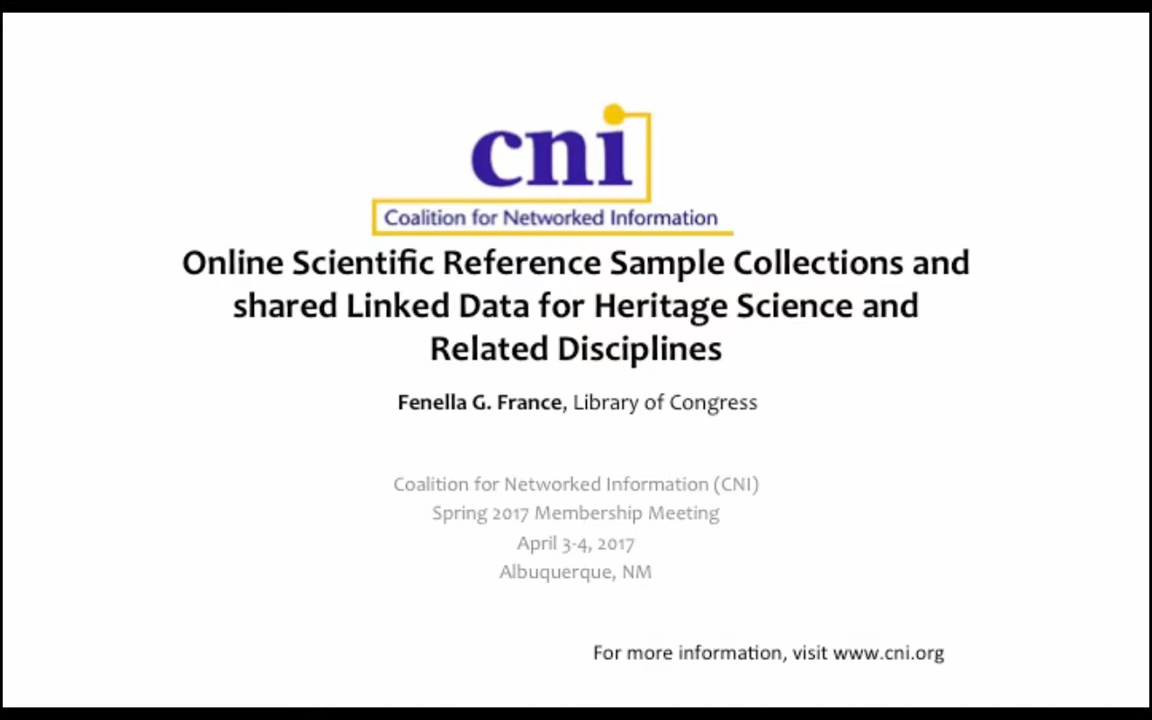 cni
Coalition for Networked Information
Online Scientific Reference Sample Collections and
shared Linked Data for Heritage Science and
Related Disciplines
Fenella G. France, Library of Congress
Coalition for Networked Information (CNI)
Spring 2017 Membership Meeting
April 3-4, 2017
Albuquerque, NM
For more information, visit www.cni.org